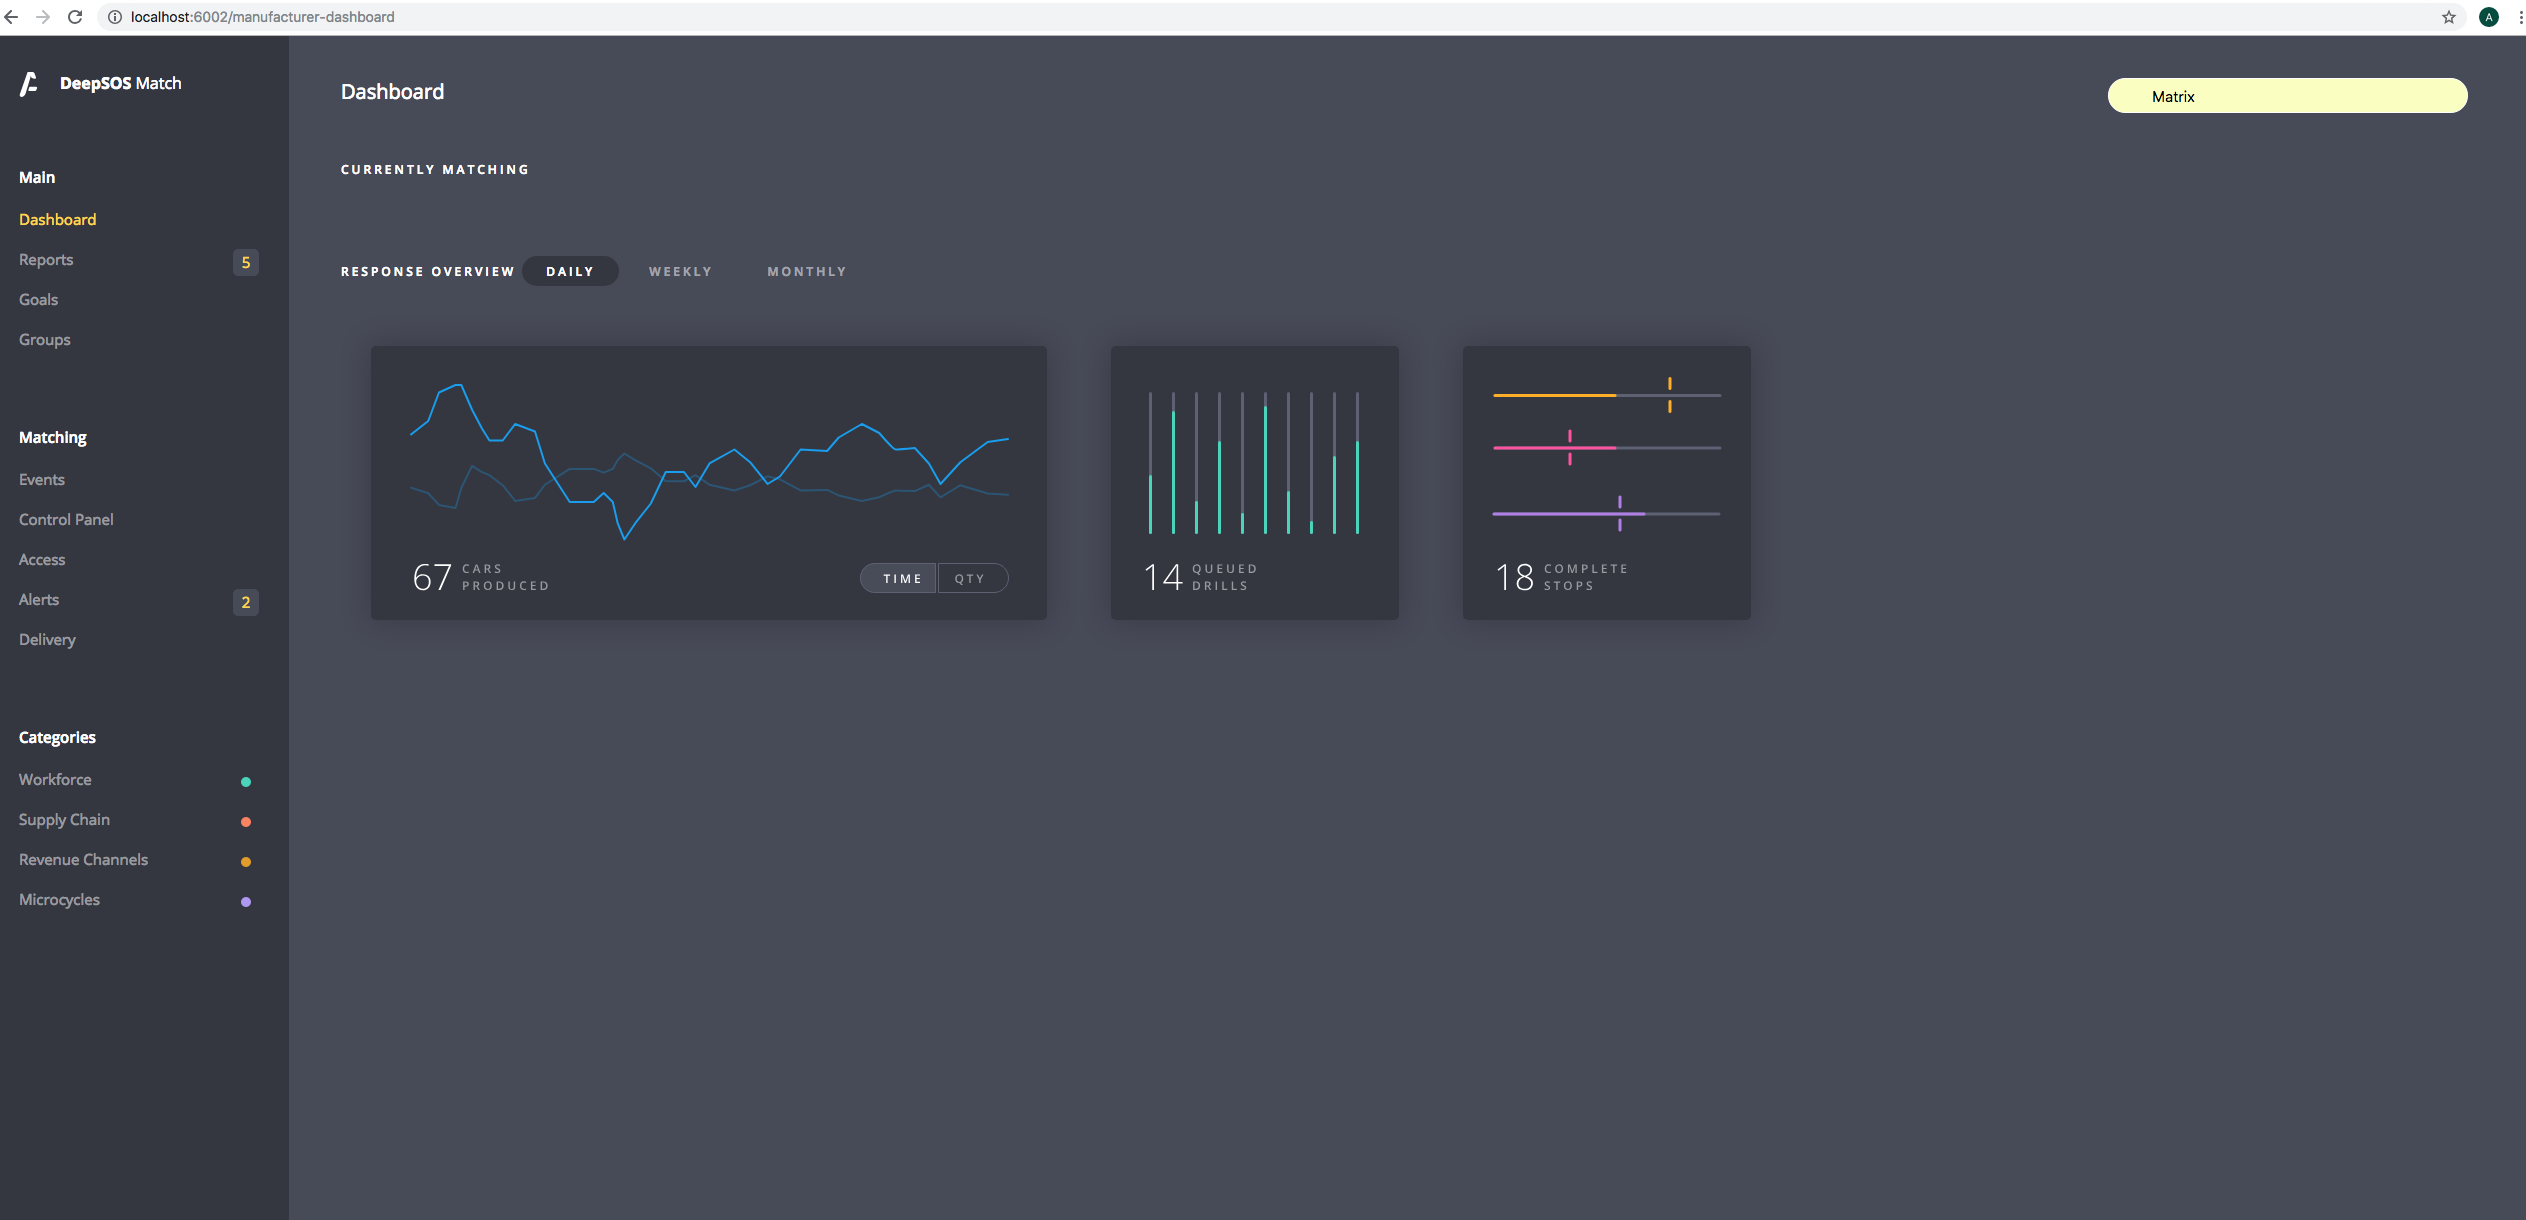 localhost:6002/manufacturer-dashboard
A
DeepSOS Match
Dashboard
Matrix
CURRENTLY MATCHING
Main
Dashboard
Reports 5
Goals
Groups
RESPONSE OVERVIEW DAILY WEEKLY MONTHLY
67 CARS
PRODUCED
TIME QTY
14 QUEUED
DRILLS
18 COMPLETE
STOPS
Matching
Events
Control Panel
Access
Alerts 2
Delivery
Categories
Workforce
Supply Chain
Revenue Channels
Microcycles